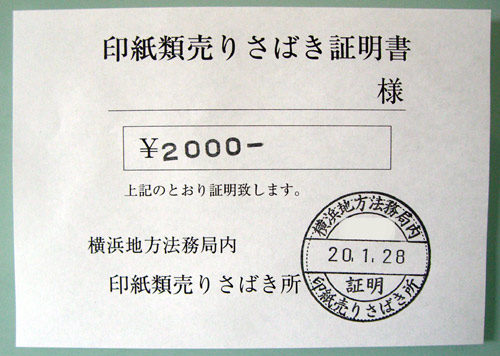 印紙類売りさばき証明書
様
¥2000-
上記のとおり証明致します。
横浜地方法務局内
印紙類売りさばき所
横浜地方法務局内
20.1.28
証明
印紙売りさばき所